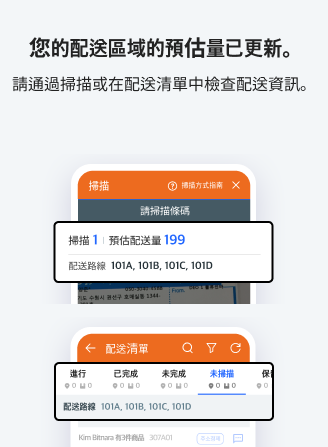 您的配送區域的預估量已更新。
請通過掃描或在配送清單中檢查配送資訊。
掃描 掃描方式指南
請掃描條碼
掃描 1 預估配送量 199
配送路線 101A, 101B, 101C, 101D
配送清單
進行 已完成 未完成 未掃描
0 0 0 0 0 0 0 0 0
配送路線 101A, 101B, 101C, 101D
Kim Bitnara 有3件商品 307A01